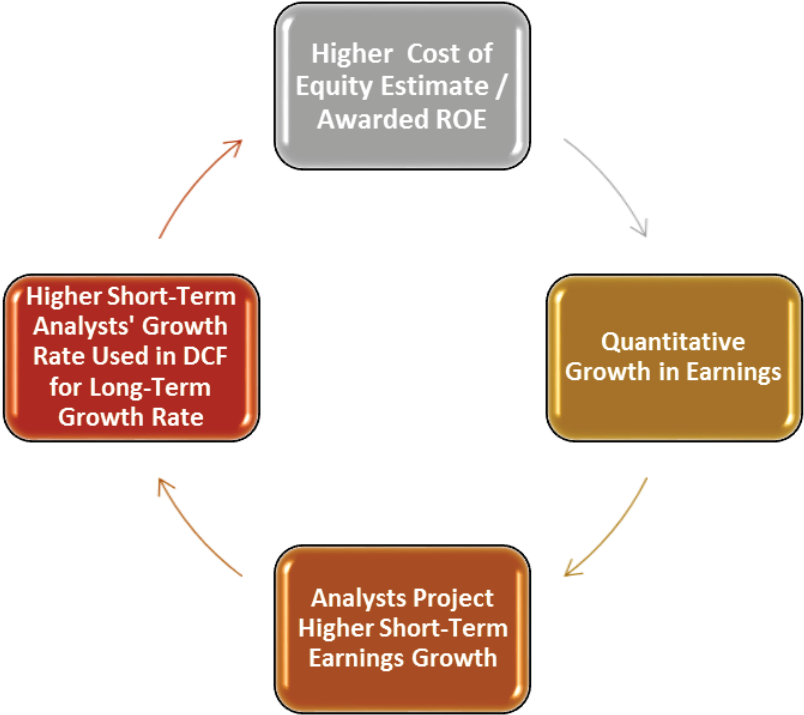 Higher Cost of
Equity Estimate /
Awarded ROE
Quantitative
Growth in Earnings
Analysts Project
Higher Short-Term
Earnings Growth
Higher Short-Term
Analysts' Growth
Rate Used in DCF
for Long-Term
Growth Rate